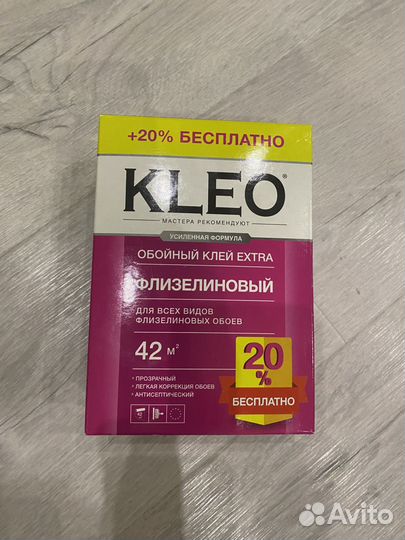 +20% БЕСПЛАТНО
KLEO®
МАСТЕРА РЕКОМЕНДУЮТ
УСИЛЕННАЯ ФОРМУЛА
ОБОЙНЫЙ КЛЕЙ EXTRA
ФЛИЗЕЛИНОВЫЙ
ДЛЯ ВСЕХ ВИДОВ
ФЛИЗЕЛИНОВЫХ ОБОЕВ
42 м²
• ПРОЗРАЧНЫЙ
• ЛЕГКАЯ КОРРЕКЦИЯ ОБОЕВ
• АНТИСЕПТИЧЕСКИЙ
20%
БЕСПЛАТНО
Avito